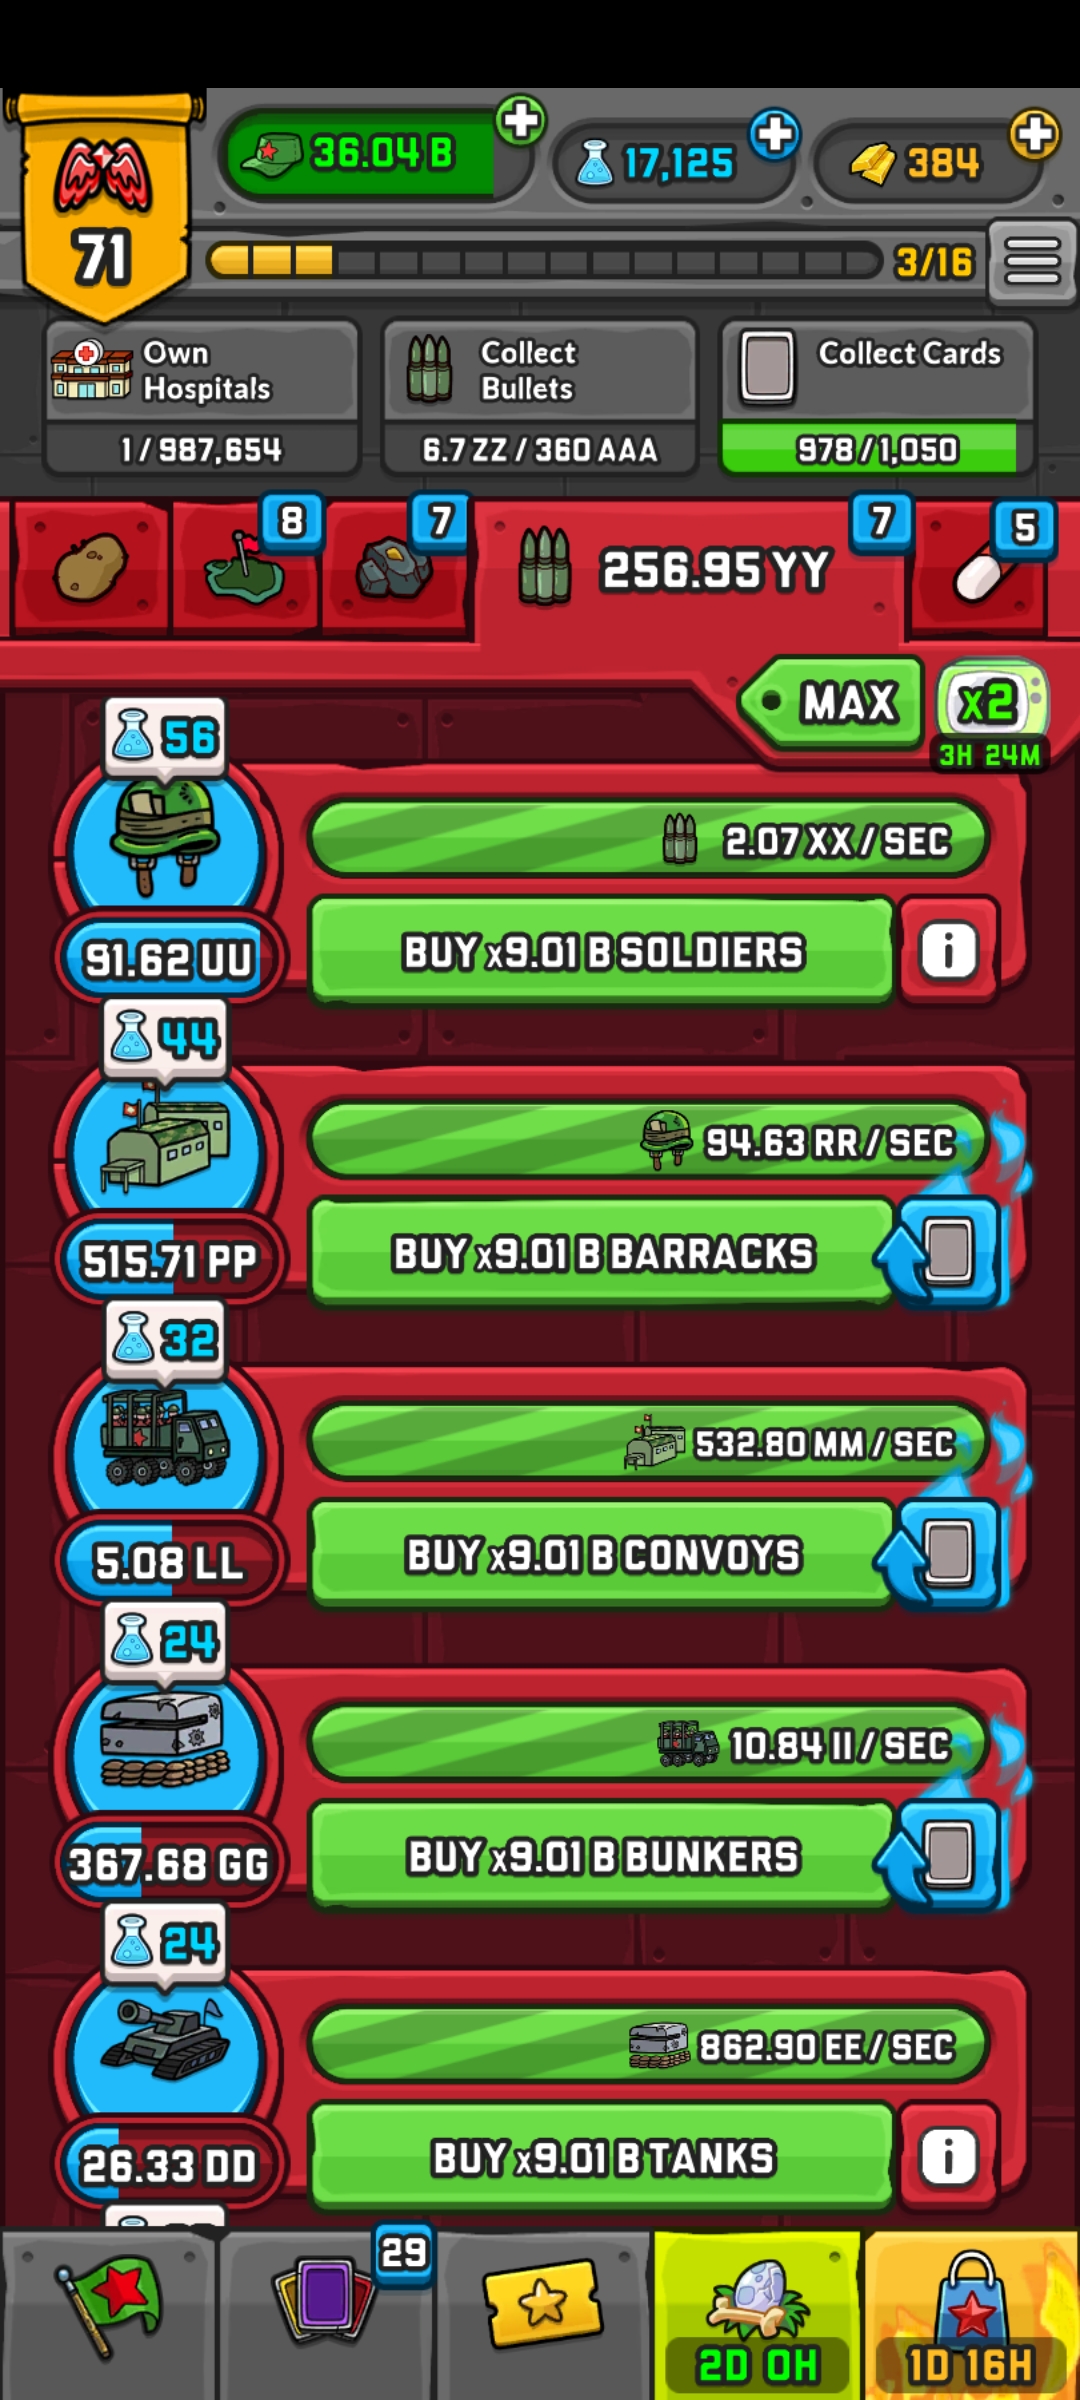 36.04 B
17,125
384
71
3/16
Own
Hospitals
1 / 987,654
Collect
Bullets
6.7 ZZ / 360 AAA
Collect Cards
978 / 1,050
8
7
256.95 YY
7
5
MAX
x2
3H 24M
56
2.07 XX / SEC
91.62 UU
BUY x9.01 B SOLDIERS
i
44
94.63 RR / SEC
515.71 PP
BUY x9.01 B BARRACKS
32
532.80 MM / SEC
5.08 LL
BUY x9.01 B CONVOYS
24
10.84 II / SEC
367.68 GG
BUY x9.01 B BUNKERS
24
862.90 EE / SEC
26.33 DD
BUY x9.01 B TANKS
i
29
2D 0H
1D 16H